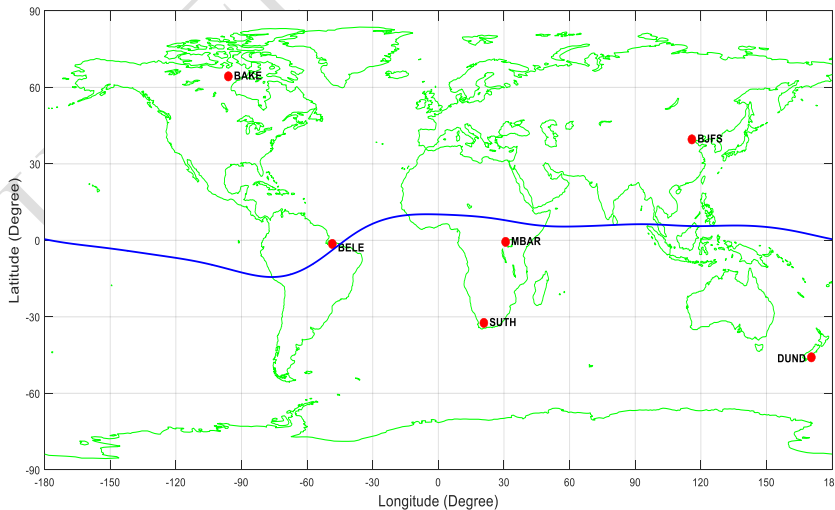 90
60
30
0
-30
-60
-90
Latitude (Degree)
BAKE
BJFS
BELE
MBAR
SUTH
DUND
-180 -150 -120 -90 -60 -30 0 30 60 90 120 150 180
Longitude (Degree)